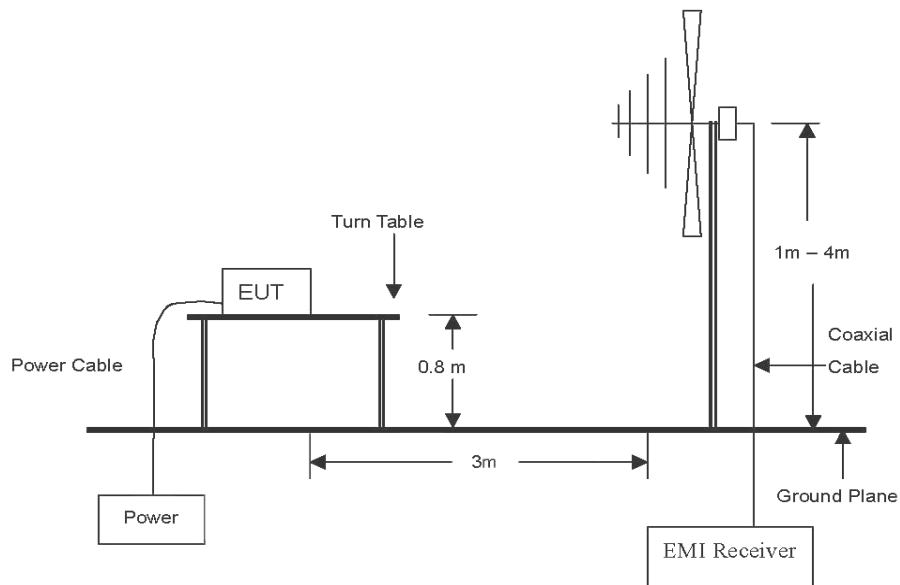 Turn Table
EUT
1m – 4m
Power Cable
0.8 m
Coaxial
Cable
3m
Ground Plane
Power
EMI Receiver